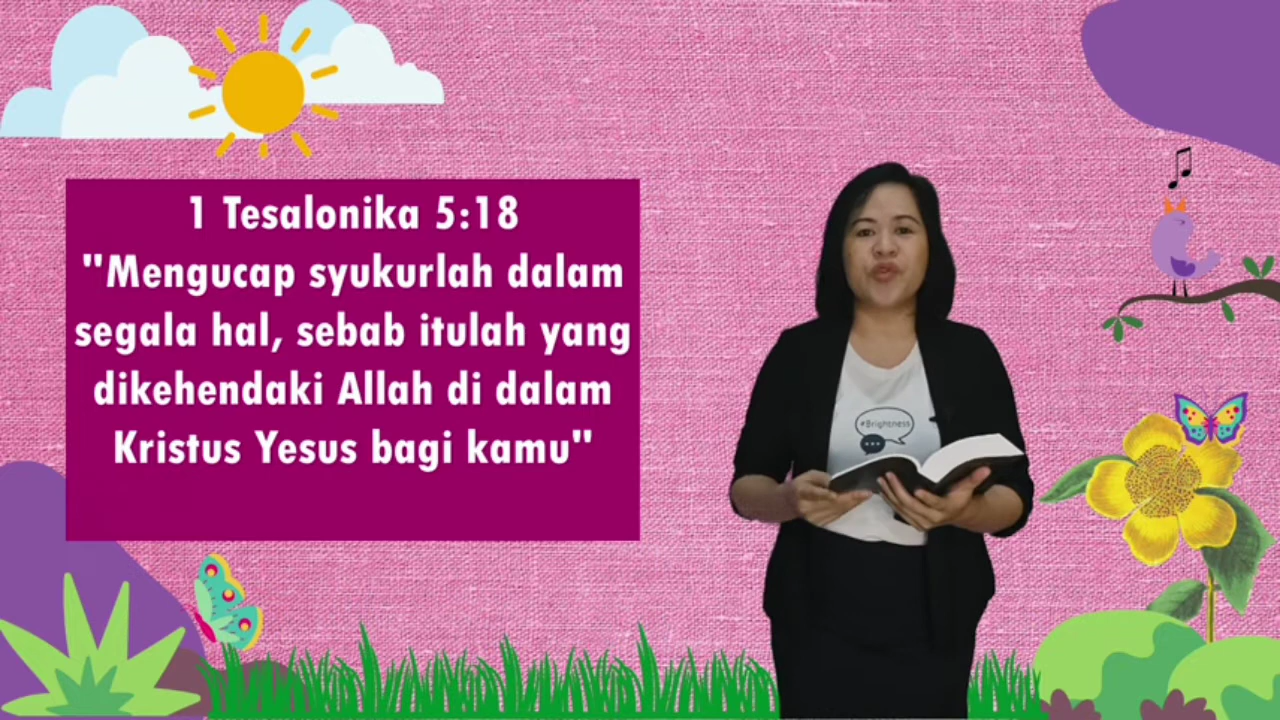 1 Tesalonika 5:18
"Mengucap syukurlah dalam
segala hal, sebab itulah yang
dikehendaki Allah di dalam
Kristus Yesus bagi kamu"
#Brightness